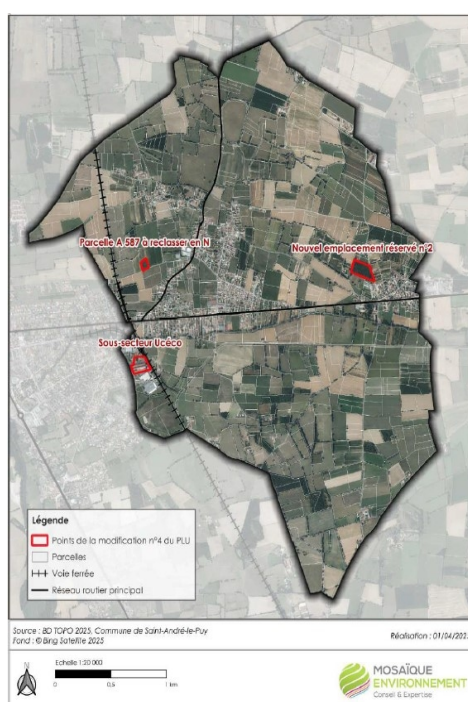 Parcelle A 587 à reclasser en N
Nouvel emplacement réservé n°2
Sous-secteur Ucéco
Légende
Points de la modification n°4 du PLU
Parcelles
Voie ferrée
Réseau routier principal
Source : BD TOPO 2025, Commune de Saint-André-le-Puy
Fond : © Bing Satellite 2025
Réalisation : 01/04/202
N
Echelle 1:20 000
0 0,5 1 km
MOSAÏQUE
ENVIRONNEMENT
Conseil & Expertise